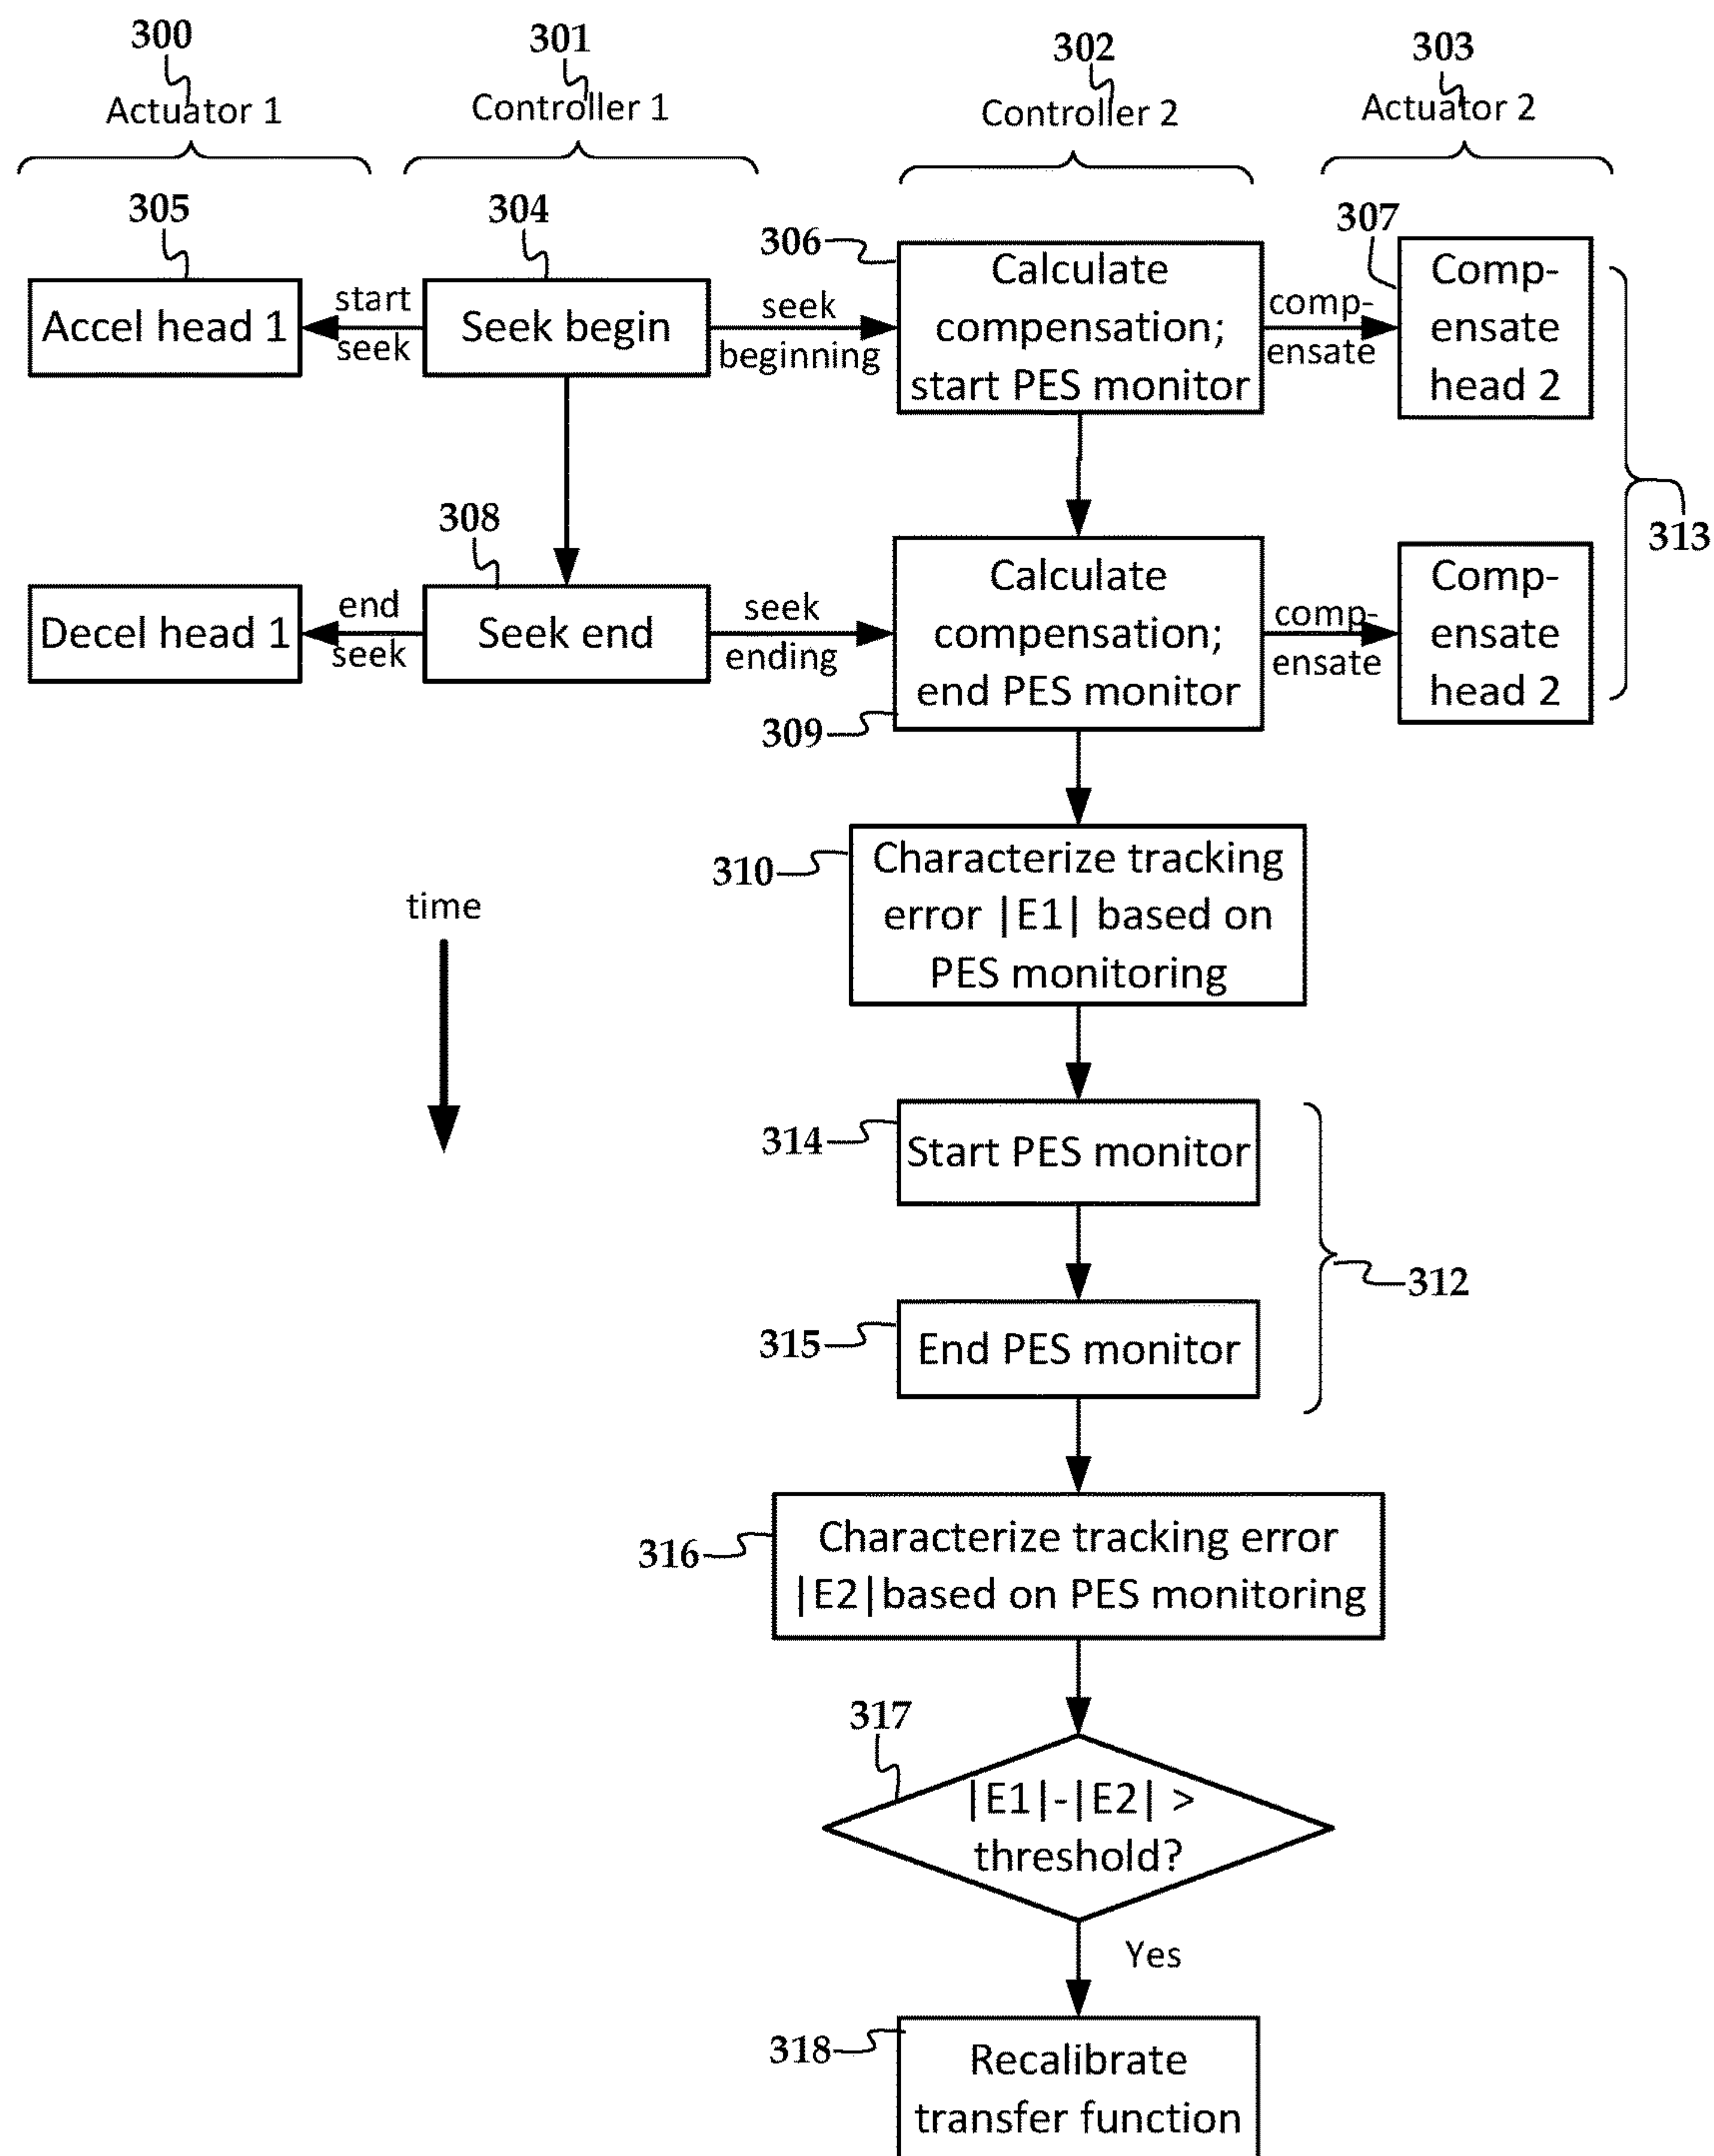 300
301
302
303
Actuator 1
Controller 1
Controller 2
Actuator 2
305
304
306
307
Accel head 1
start
seek
Seek begin
seek
beginning
Calculate
compensation;
start PES monitor
comp-
ensate
Comp-
ensate
head 2
313
308
Decel head 1
end
seek
Seek end
seek
ending
Calculate
compensation;
end PES monitor
309
comp-
ensate
Comp-
ensate
head 2
time
310
Characterize tracking
error |E1| based on
PES monitoring
314
Start PES monitor
312
315
End PES monitor
316
Characterize tracking error
|E2|based on PES monitoring
317
|E1|-|E2| >
threshold?
Yes
318
Recalibrate
transfer function